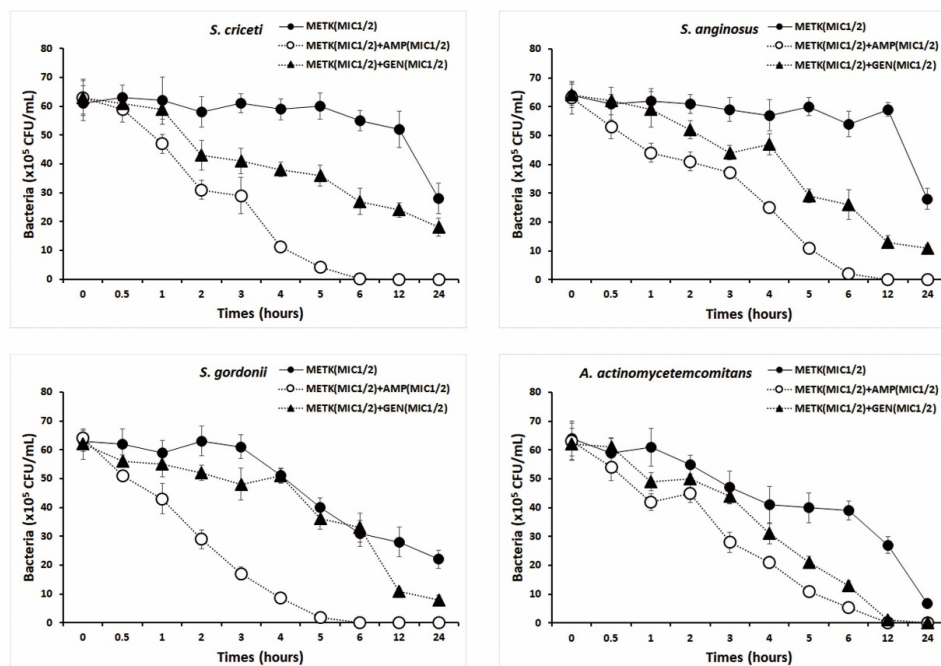 S. criceti
METK(MIC1/2)
METK(MIC1/2)+AMP(MIC1/2)
METK(MIC1/2)+GEN(MIC1/2)
Bacteria (x10⁵ CFU/mL)
80
70
60
50
40
30
20
10
0
0 0.5 1 2 3 4 5 6 12 24
Times (hours)
S. anginosus
METK(MIC1/2)
METK(MIC1/2)+AMP(MIC1/2)
METK(MIC1/2)+GEN(MIC1/2)
Bacteria (x10⁵ CFU/mL)
80
70
60
50
40
30
20
10
0
0 0.5 1 2 3 4 5 6 12 24
Times (hours)
S. gordonii
METK(MIC1/2)
METK(MIC1/2)+AMP(MIC1/2)
METK(MIC1/2)+GEN(MIC1/2)
Bacteria (x10⁵ CFU/mL)
80
70
60
50
40
30
20
10
0
0 0.5 1 2 3 4 5 6 12 24
Times (hours)
A. actinomycetemcomitans
METK(MIC1/2)
METK(MIC1/2)+AMP(MIC1/2)
METK(MIC1/2)+GEN(MIC1/2)
Bacteria (x10⁵ CFU/mL)
80
70
60
50
40
30
20
10
0
0 0.5 1 2 3 4 5 6 12 24
Times (hours)